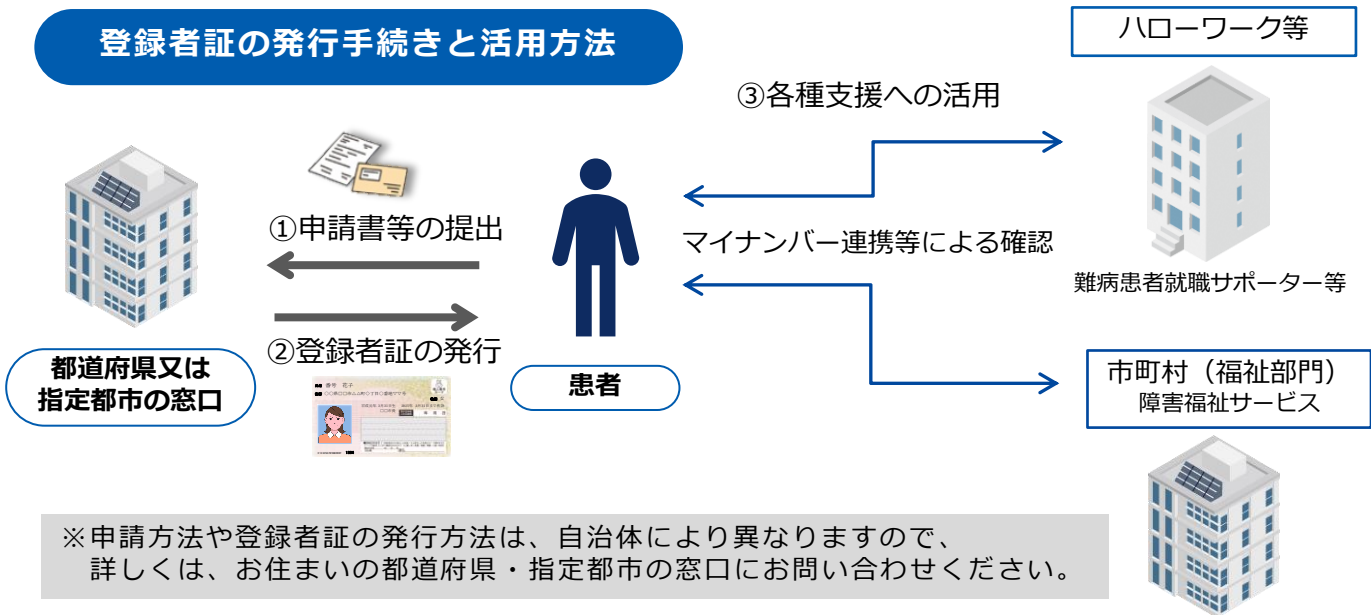 登録者証の発行手続きと活用方法
ハローワーク等
③各種支援への活用
①申請書等の提出
マイナンバー連携等による確認
難病患者就職サポーター等
②登録者証の発行
都道府県又は
指定都市の窓口
患者
市町村（福祉部門）
障害福祉サービス
番号 花子
※申請方法や登録者証の発行方法は、自治体により異なりますので、
詳しくは、お住まいの都道府県・指定都市の窓口にお問い合わせください。